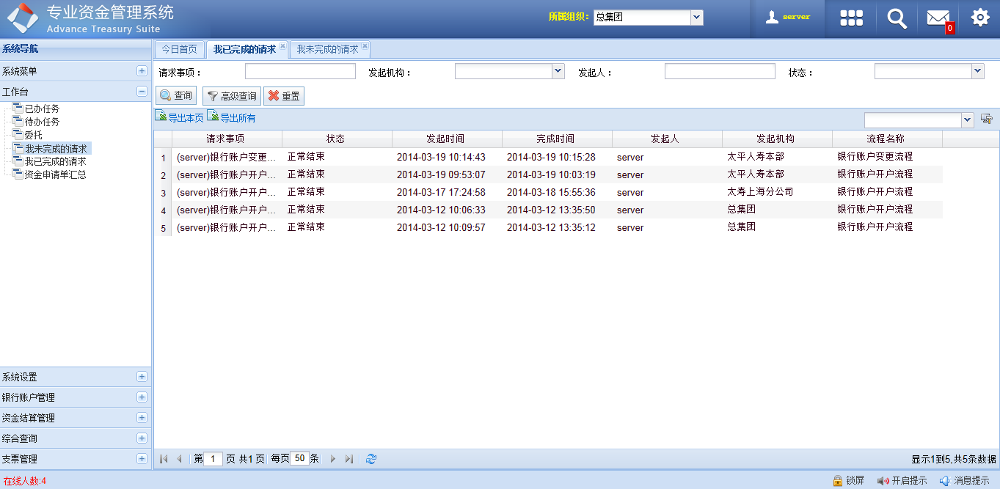 专业资金管理系统
Advance Treasury Suite
所属组织： 总集团
server
0
系统导航
系统菜单
工作台
已办任务
待办任务
委托
我未完成的请求
我已完成的请求
资金申请单汇总
系统设置
银行账户管理
资金结算管理
综合查询
支票管理
今日首页 我已完成的请求 我未完成的请求
请求事项： 发起机构： 发起人： 状态：
查询 高级查询 重置
导出本页 导出所有
请求事项 状态 发起时间 完成时间 发起人 发起机构 流程名称
1 (server)银行账户变更... 正常结束 2014-03-19 10:14:43 2014-03-19 10:15:28 server 太平人寿本部 银行账户变更流程
2 (server)银行账户开户... 正常结束 2014-03-19 09:53:07 2014-03-19 10:03:19 server 太平人寿本部 银行账户开户流程
3 (server)银行账户开户... 正常结束 2014-03-17 17:24:58 2014-03-18 15:55:36 server 太寿上海分公司 银行账户开户流程
4 (server)银行账户开户... 正常结束 2014-03-12 10:06:33 2014-03-12 13:35:50 server 总集团 银行账户开户流程
5 (server)银行账户开户... 正常结束 2014-03-12 10:09:57 2014-03-12 13:35:12 server 总集团 银行账户开户流程
第 1 页 共1 页 每页 50 条
显示1到5,共5条数据
在线人数:4
锁屏 开启提示 消息提示